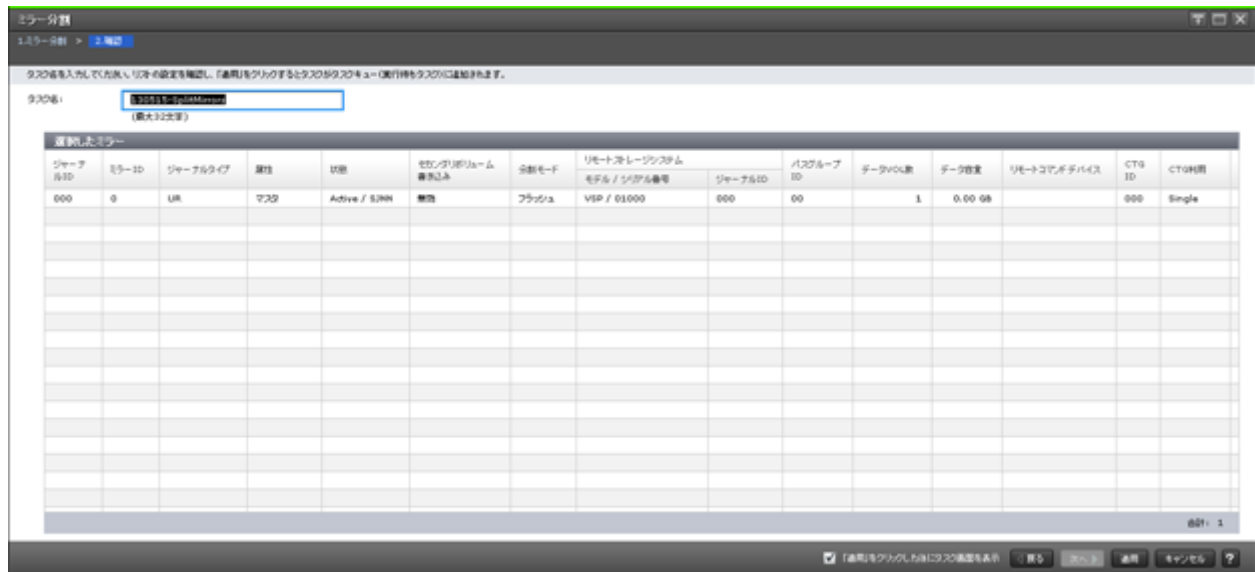 ミラー分割
1.ミラー分割 > 2.確認
タスク名を入力してください。リストの設定を確認し、「適用」をクリックするとタスクがタスクキュー(実行待ちタスク)に追加されます。
タスク名: 130515-SplitMirrors
(最大32文字)
選択したミラー
ジャーナルID ミラーID ジャーナルタイプ 属性 状態 セカンダリボリューム書き込み 分割モード リモートストレージシステム パスグループID データVOL数 データ容量 リモートコマンドデバイス CTG ID CTG利用
モデル / シリアル番号 ジャーナルID
000 0 UR マスタ Active / SJNN 無効 フラッシュ VSP / 01000 000 00 1 0.00 GB 000 Single
合計: 1
「適用」をクリックした後にタスク画面を表示 戻る 次へ 適用 キャンセル ?